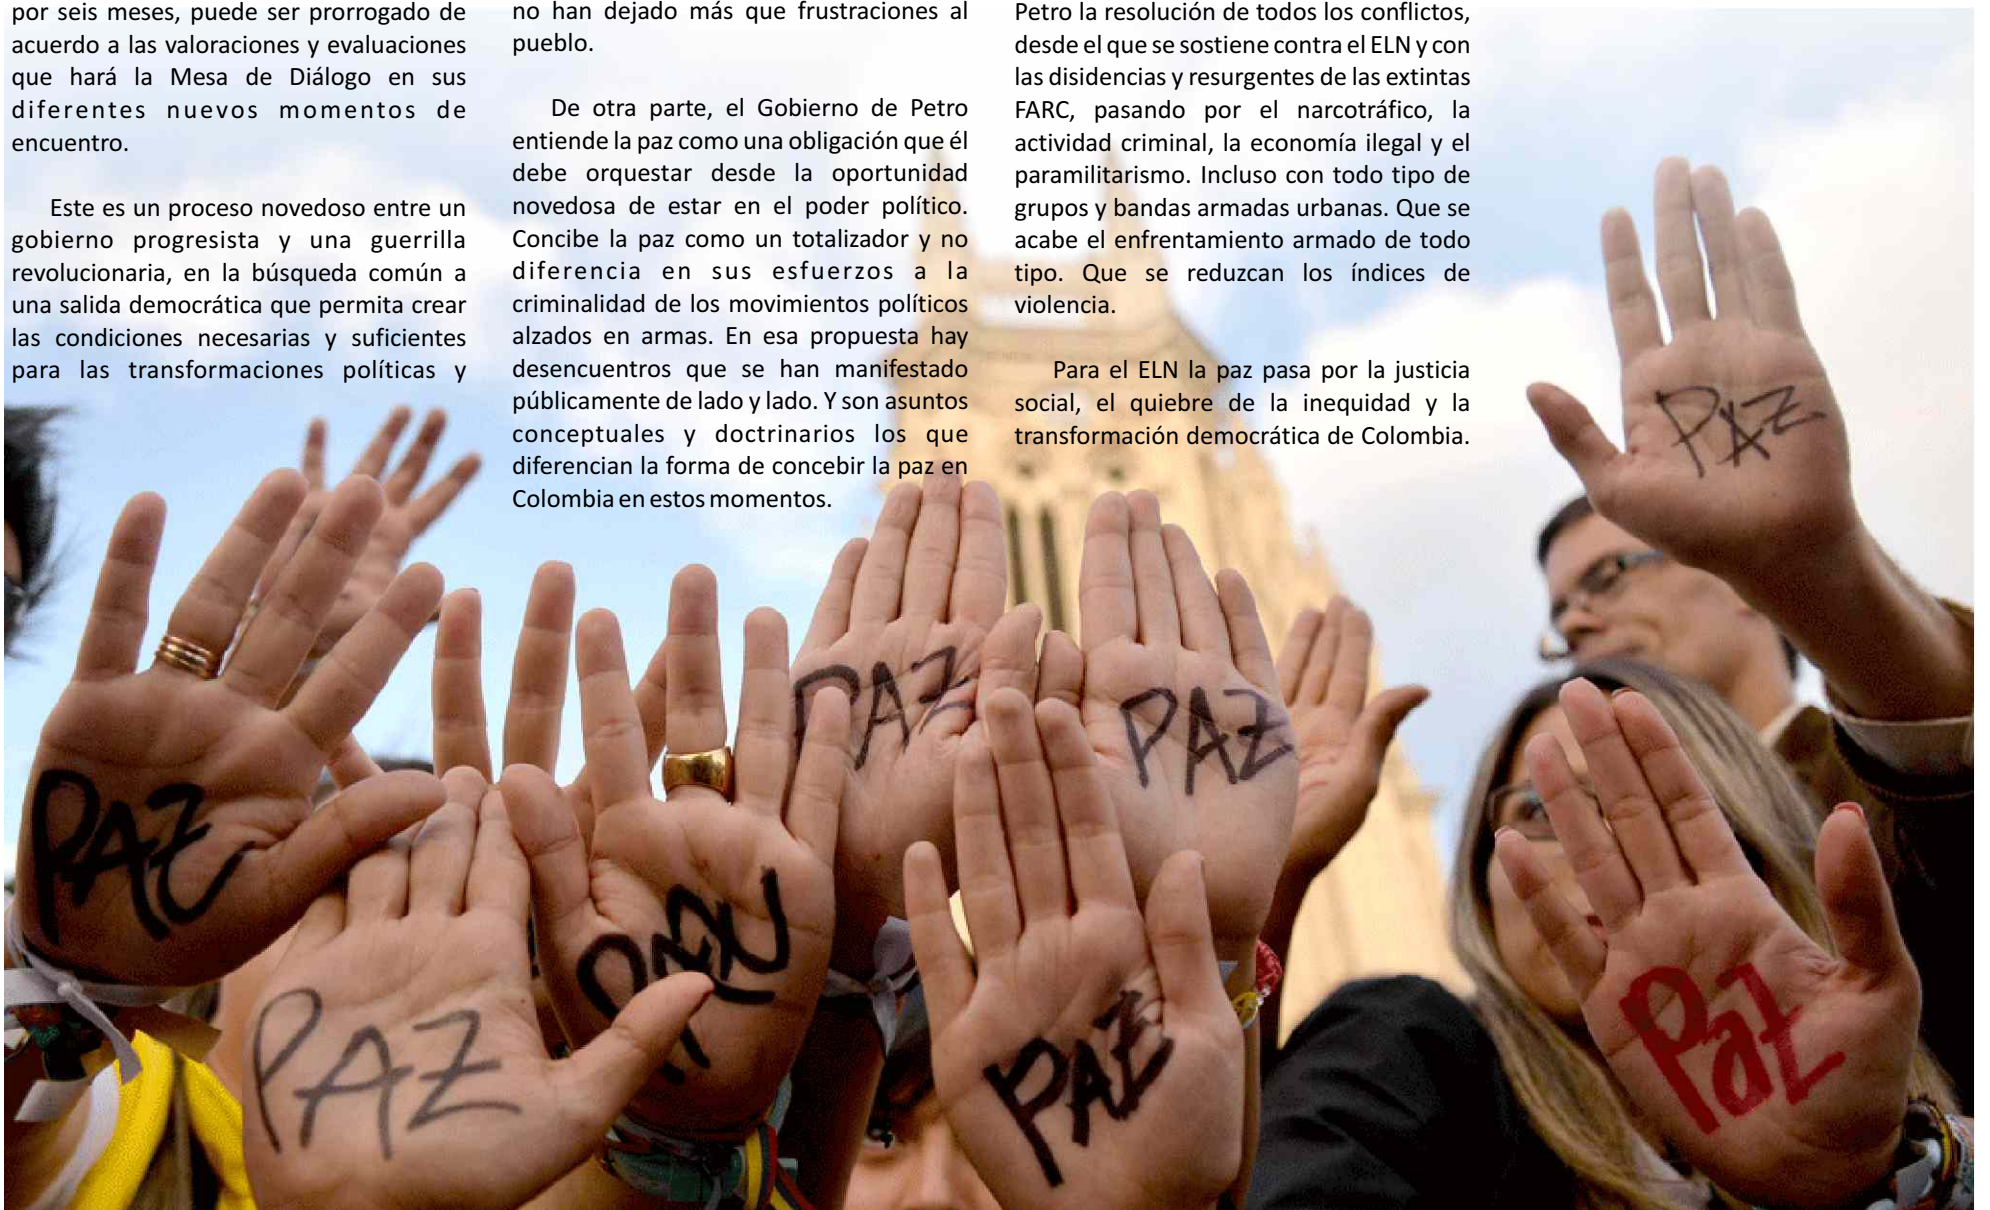 por seis meses, puede ser prorrogado de
acuerdo a las valoraciones y evaluaciones
que hará la Mesa de Diálogo en sus
diferentes nuevos momentos de
encuentro.
Este es un proceso novedoso entre un
gobierno progresista y una guerrilla
revolucionaria, en la búsqueda común a
una salida democrática que permita crear
las condiciones necesarias y suficientes
para las transformaciones políticas y
no han dejado más que frustraciones al
pueblo.
De otra parte, el Gobierno de Petro
entiende la paz como una obligación que él
debe orquestar desde la oportunidad
novedosa de estar en el poder político.
Concibe la paz como un totalizador y no
diferencia en sus esfuerzos a la
criminalidad de los movimientos políticos
alzados en armas. En esa propuesta hay
desencuentros que se han manifestado
públicamente de lado y lado. Y son asuntos
conceptuales y doctrinarios los que
diferencian la forma de concebir la paz en
Colombia en estos momentos.
Petro la resolución de todos los conflictos,
desde el que se sostiene contra el ELN y con
las disidencias y resurgentes de las extintas
FARC, pasando por el narcotráfico, la
actividad criminal, la economía ilegal y el
paramilitarismo. Incluso con todo tipo de
grupos y bandas armadas urbanas. Que se
acabe el enfrentamiento armado de todo
tipo. Que se reduzcan los índices de
violencia.
Para el ELN la paz pasa por la justicia
social, el quiebre de la inequidad y la
transformación democrática de Colombia.
PAZ
PAZ
PAZ
PAZ
PAZ
PAZ
PAZ
PaZ